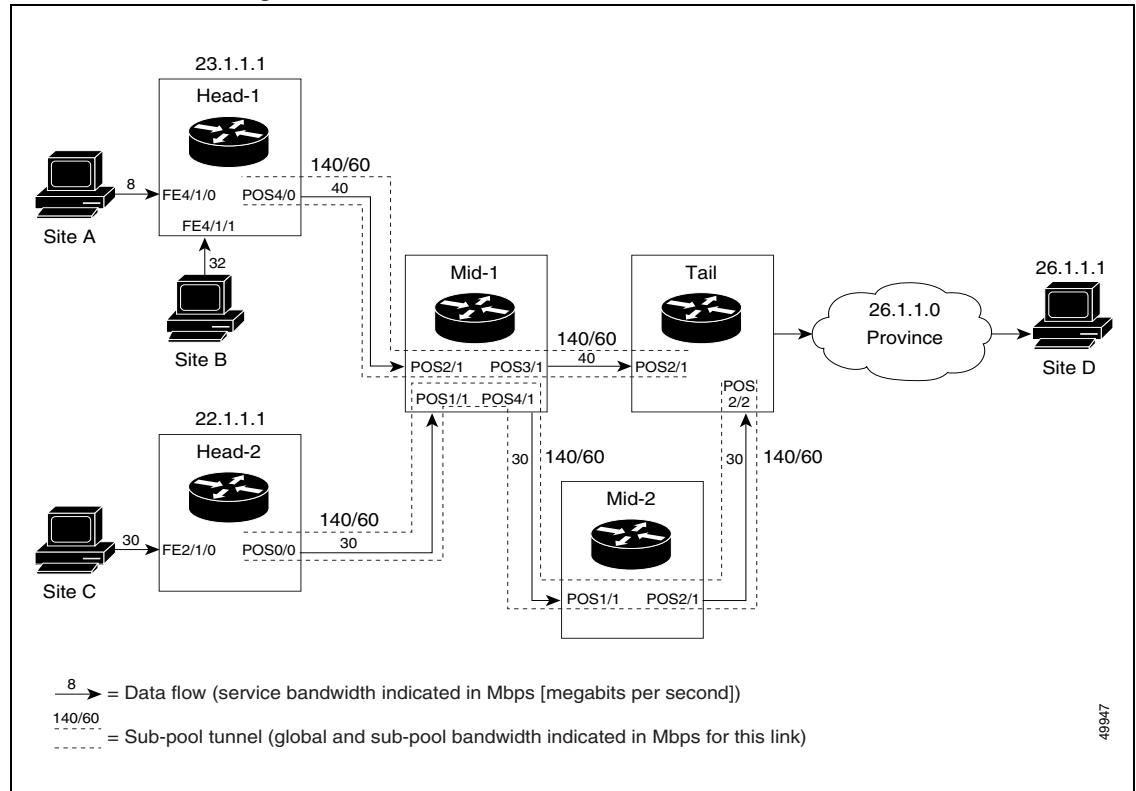 23.1.1.1
Head-1
140/60
8
FE4/1/0
POS4/0
40
Site A
FE4/1/1
32
Site B
Mid-1
Tail
26.1.1.1
26.1.1.0
Province
Site D
140/60
POS2/1
POS3/1
40
POS2/1
POS1/1
POS4/1
POS
2/2
22.1.1.1
Head-2
30
140/60
30
140/60
Mid-2
140/60
30
FE2/1/0
POS0/0
30
Site C
POS1/1
POS2/1
8
= Data flow (service bandwidth indicated in Mbps [megabits per second])
140/60
= Sub-pool tunnel (global and sub-pool bandwidth indicated in Mbps for this link)
49947